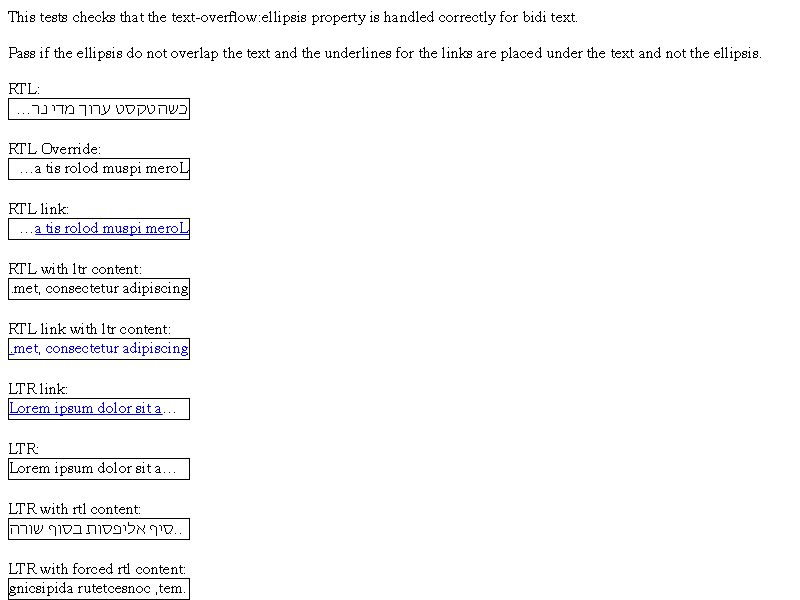 This tests checks that the text-overflow:ellipsis property is handled correctly for bidi text.
Pass if the ellipsis do not overlap the text and the underlines for the links are placed under the text and not the ellipsis.
RTL:
כשהטקסט ערוך מדי נר...
RTL Override:
...a tis rolod muspi meroL
RTL link:
...a tis rolod muspi meroL
RTL with ltr content:
.met, consectetur adipiscing
RTL link with ltr content:
.met, consectetur adipiscing
LTR link:
Lorem ipsum dolor sit a...
LTR:
Lorem ipsum dolor sit a...
LTR with rtl content:
..סיף אליפסות בסוף שורה
LTR with forced rtl content:
gnicsipida rutetcesnoc ,tem.